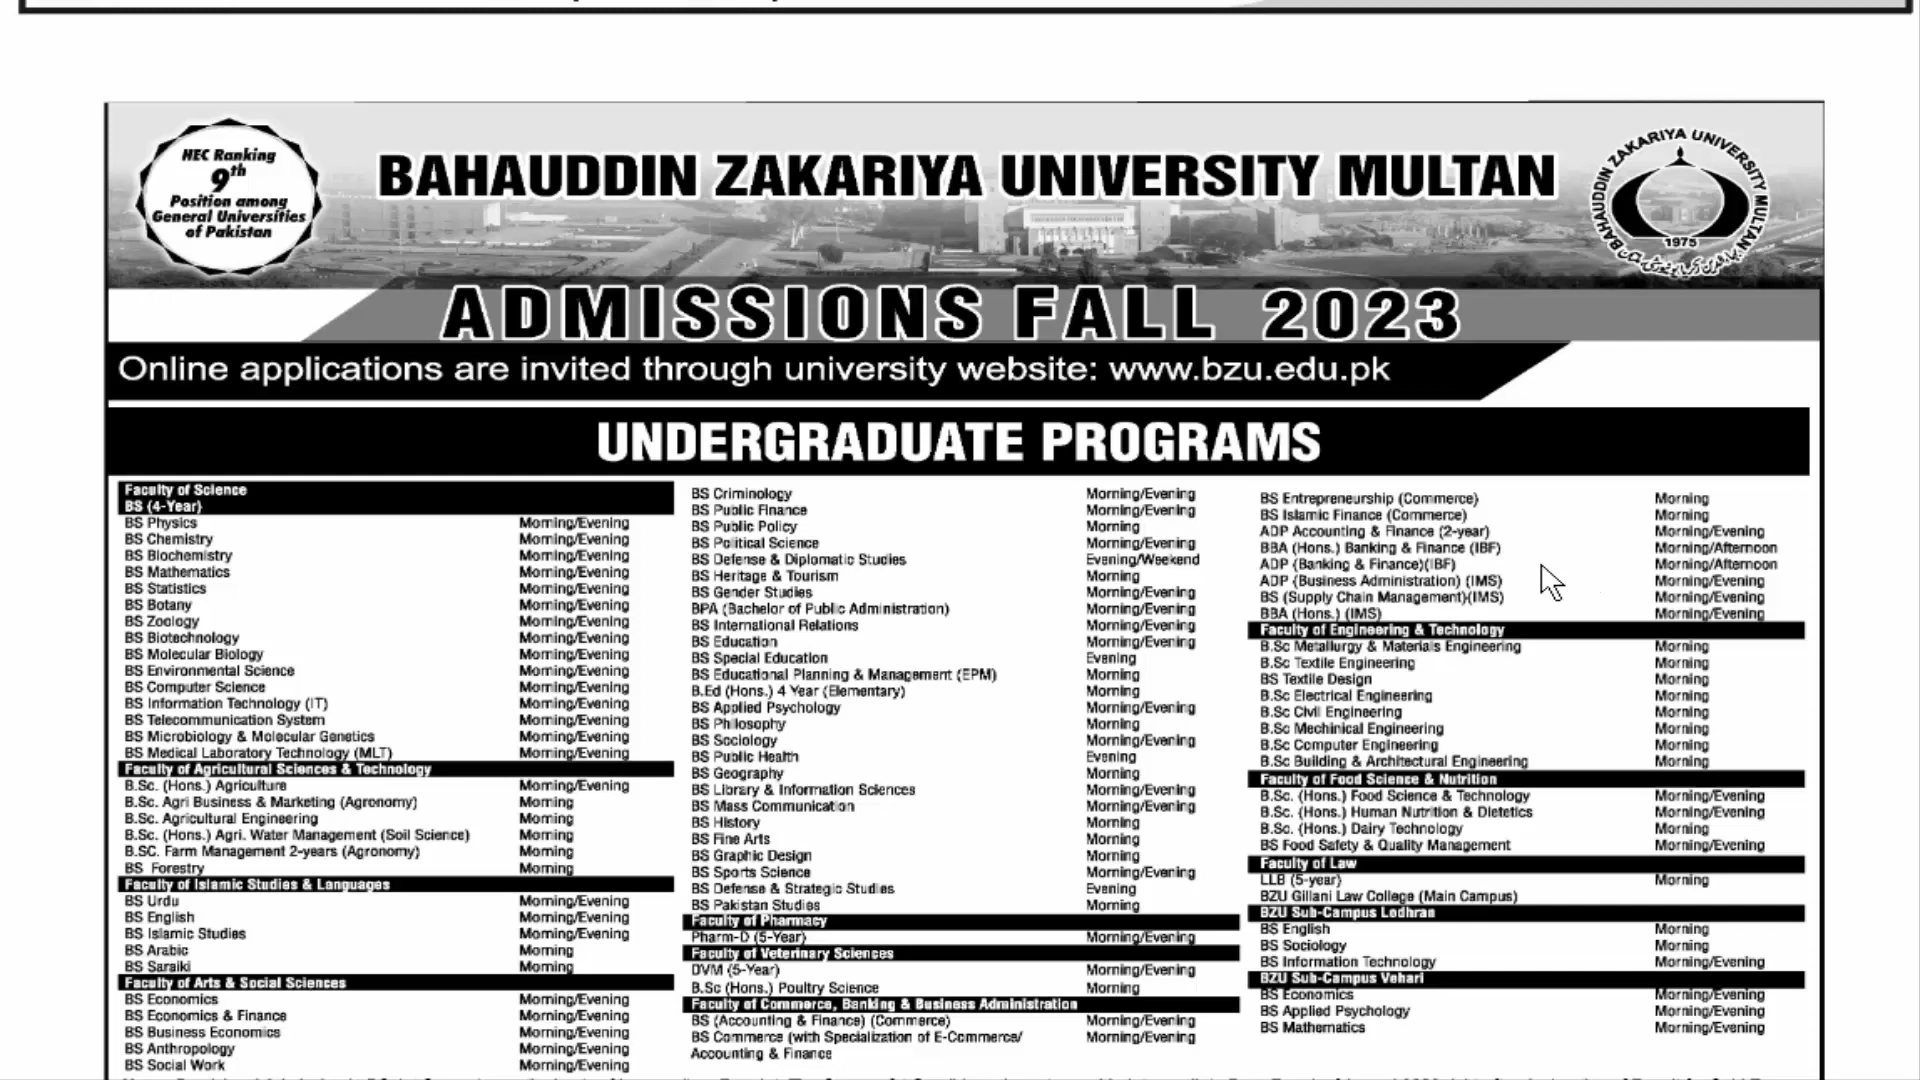 HEC Ranking
9th
Position among
General Universities
of Pakistan
BAHAUDDIN ZAKARIYA UNIVERSITY MULTAN
BAHAUDDIN ZAKARIYA UNIVERSITY MULTAN
1975
ADMISSIONS FALL 2023
Online applications are invited through university website: www.bzu.edu.pk
UNDERGRADUATE PROGRAMS
Faculty of Science
BS (4-Year)
BS Physics Morning/Evening
BS Chemistry Morning/Evening
BS Biochemistry Morning/Evening
BS Mathematics Morning/Evening
BS Statistics Morning/Evening
BS Botany Morning/Evening
BS Zoology Morning/Evening
BS Biotechnology Morning/Evening
BS Molecular Biology Morning/Evening
BS Environmental Science Morning/Evening
BS Computer Science Morning/Evening
BS Information Technology (IT) Morning/Evening
BS Telecommunication System Morning/Evening
BS Microbiology & Molecular Genetics Morning/Evening
BS Medical Laboratory Technology (MLT) Morning/Evening
Faculty of Agricultural Sciences & Technology
B.Sc. (Hons.) Agriculture Morning/Evening
B.Sc. Agri Business & Marketing (Agronomy) Morning
B.Sc. Agricultural Engineering Morning
B.Sc. (Hons.) Agri. Water Management (Soil Science) Morning
B.SC. Farm Management 2-years (Agronomy) Morning
BS Forestry Morning
Faculty of Islamic Studies & Languages
BS Urdu Morning/Evening
BS English Morning/Evening
BS Islamic Studies Morning/Evening
BS Arabic Morning
BS Saraiki Morning
Faculty of Arts & Social Sciences
BS Economics Morning/Evening
BS Economics & Finance Morning/Evening
BS Business Economics Morning/Evening
BS Anthropology Morning/Evening
BS Social Work Morning/Evening
BS Criminology Morning/Evening
BS Public Finance Morning/Evening
BS Public Policy Morning
BS Political Science Morning/Evening
BS Defense & Diplomatic Studies Evening/Weekend
BS Heritage & Tourism Morning
BS Gender Studies Morning/Evening
BPA (Bachelor of Public Administration) Morning/Evening
BS International Relations Morning/Evening
BS Education Morning/Evening
BS Special Education Evening
BS Educational Planning & Management (EPM) Morning
B.Ed (Hons.) 4 Year (Elementary) Morning
BS Applied Psychology Morning/Evening
BS Philosophy Morning
BS Sociology Morning/Evening
BS Public Health Evening
BS Geography Morning
BS Library & Information Sciences Morning/Evening
BS Mass Communication Morning/Evening
BS History Morning
BS Fine Arts Morning
BS Graphic Design Morning
BS Sports Science Morning/Evening
BS Defense & Strategic Studies Evening
BS Pakistan Studies Morning
Faculty of Pharmacy
Pharm-D (5-Year) Morning/Evening
Faculty of Veterinary Sciences
DVM (5-Year) Morning/Evening
B.Sc (Hons.) Poultry Science Morning
Faculty of Commerce, Banking & Business Administration
BS (Accounting & Finance) (Commerce) Morning/Evening
BS Commerce (with Specialization of E-Commerce/ Morning/Evening
Accounting & Finance
BS Entrepreneurship (Commerce) Morning
BS Islamic Finance (Commerce) Morning
ADP Accounting & Finance (2-year) Morning/Evening
BBA (Hons.) Banking & Finance (IBF) Morning/Afternoon
ADP (Banking & Finance)(IBF) Morning/Afternoon
ADP (Business Administration) (IMS) Morning/Evening
BS (Supply Chain Management)(IMS) Morning/Evening
BBA (Hons.) (IMS) Morning/Evening
Faculty of Engineering & Technology
B.Sc Metallurgy & Materials Engineering Morning
B.Sc Textile Engineering Morning
BS Textile Design Morning
B.Sc Electrical Engineering Morning
B.Sc Civil Engineering Morning
B.Sc Mechinical Engineering Morning
B.Sc Computer Engineering Morning
B.Sc Building & Architectural Engineering Morning
Faculty of Food Science & Nutrition
B.Sc. (Hons.) Food Science & Technology Morning/Evening
B.Sc. (Hons.) Human Nutrition & Dietetics Morning/Evening
B.Sc. (Hons.) Dairy Technology Morning
BS Food Safety & Quality Management Morning/Evening
Faculty of Law
LLB (5-year) Morning
BZU Gillani Law College (Main Campus)
BZU Sub-Campus Lodhran
BS English Morning
BS Sociology Morning
BS Information Technology Morning/Evening
BZU Sub-Campus Vehari
BS Economics Morning/Evening
BS Applied Psychology Morning/Evening
BS Mathematics Morning/Evening